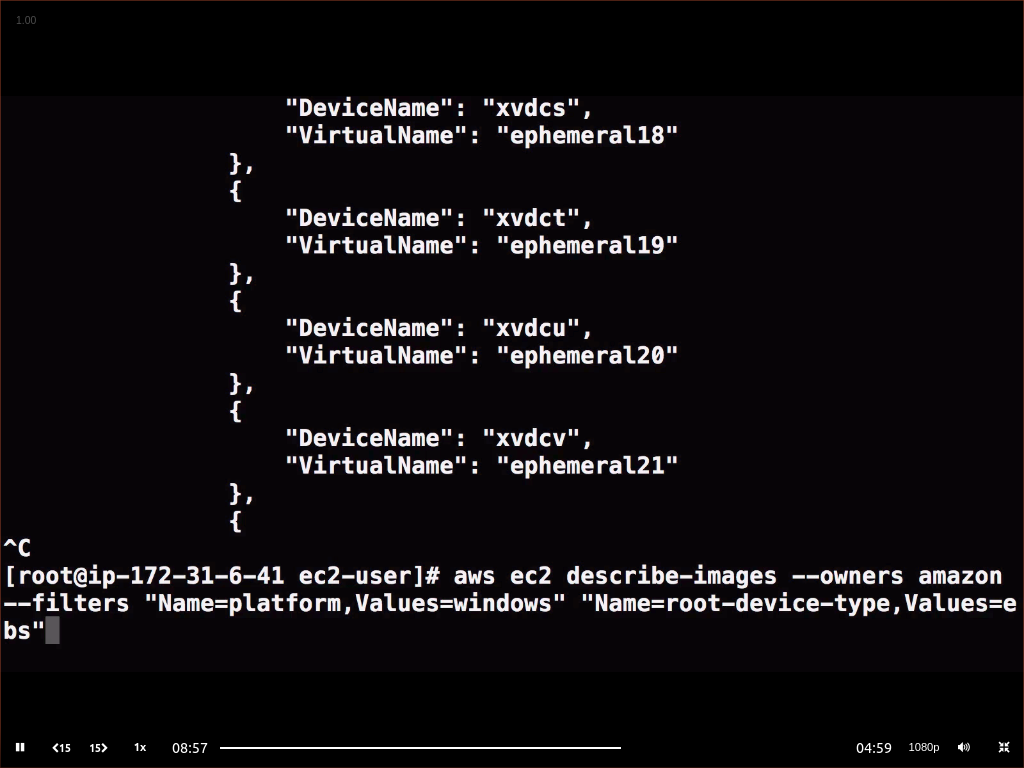 1.00
"DeviceName": "xvdcs",
"VirtualName": "ephemeral18"
},
{
"DeviceName": "xvdct",
"VirtualName": "ephemeral19"
},
{
"DeviceName": "xvdcu",
"VirtualName": "ephemeral20"
},
{
"DeviceName": "xvdcv",
"VirtualName": "ephemeral21"
},
{
^C
[root@ip-172-31-6-41 ec2-user]# aws ec2 describe-images --owners amazon
--filters "Name=platform,Values=windows" "Name=root-device-type,Values=e
bs"
15 15 1x 08:57 04:59 1080p